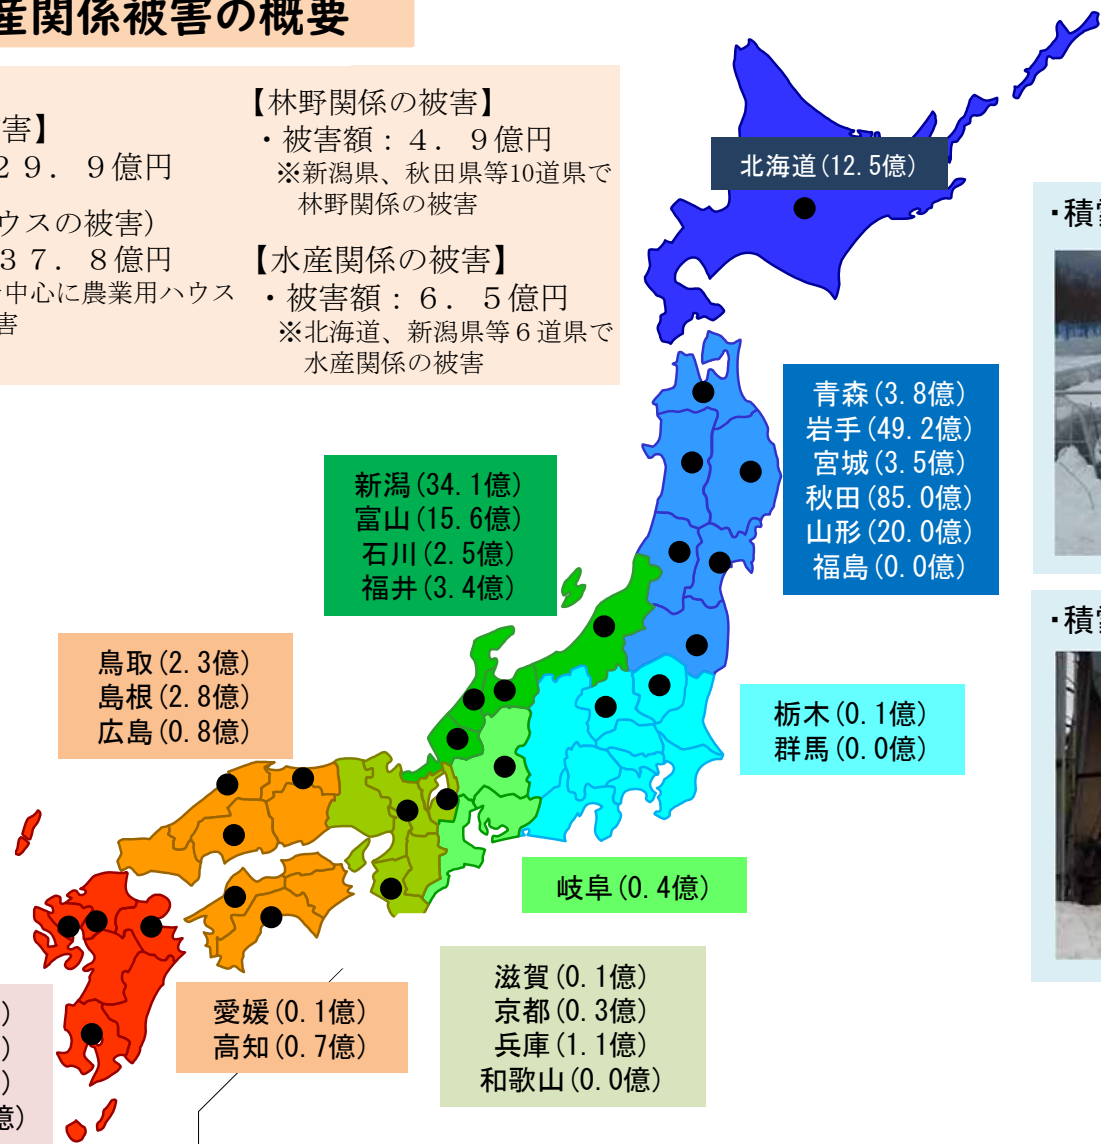 産関係被害の概要
害】
２９．９億円
ウスの被害）
３７．８億円
中心に農業用ハウス
害
【林野関係の被害】
・被害額：４．９億円
※新潟県、秋田県等10道県で
林野関係の被害
【水産関係の被害】
・被害額：６．５億円
※北海道、新潟県等６道県で
水産関係の被害
北海道(12.5億)
・積
青森(3.8億)
岩手(49.2億)
宮城(3.5億)
秋田(85.0億)
山形(20.0億)
福島(0.0億)
新潟(34.1億)
富山(15.6億)
石川(2.5億)
福井(3.4億)
・積
鳥取(2.3億)
島根(2.8億)
広島(0.8億)
栃木(0.1億)
群馬(0.0億)
岐阜(0.4億)
滋賀(0.1億)
京都(0.3億)
兵庫(1.1億)
和歌山(0.0億)
愛媛(0.1億)
高知(0.7億)
)
)
)
億)